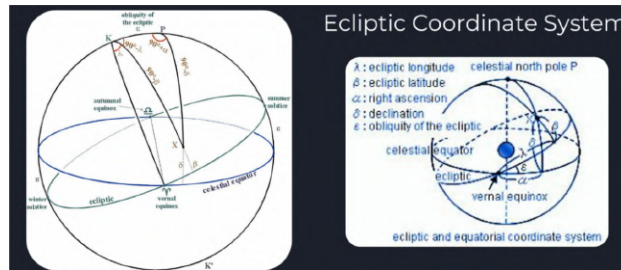 Ecliptic Coordinate System
obliquity of the ecliptic
ε
K
P
90°-β
90°-δ
autumnal equinox
♎
summer solstice
ε
X
δ
β
celestial equator
♈
vernal equinox
ecliptic
winter solstice
K'
λ : ecliptic longitude
β : ecliptic latitude
α : right ascension
δ : declination
ε : obliquity of the ecliptic
celestial north pole P
celestial equator
ecliptic
λ
δ
β
ε
α
vernal equinox
ecliptic and equatorial coordinate system